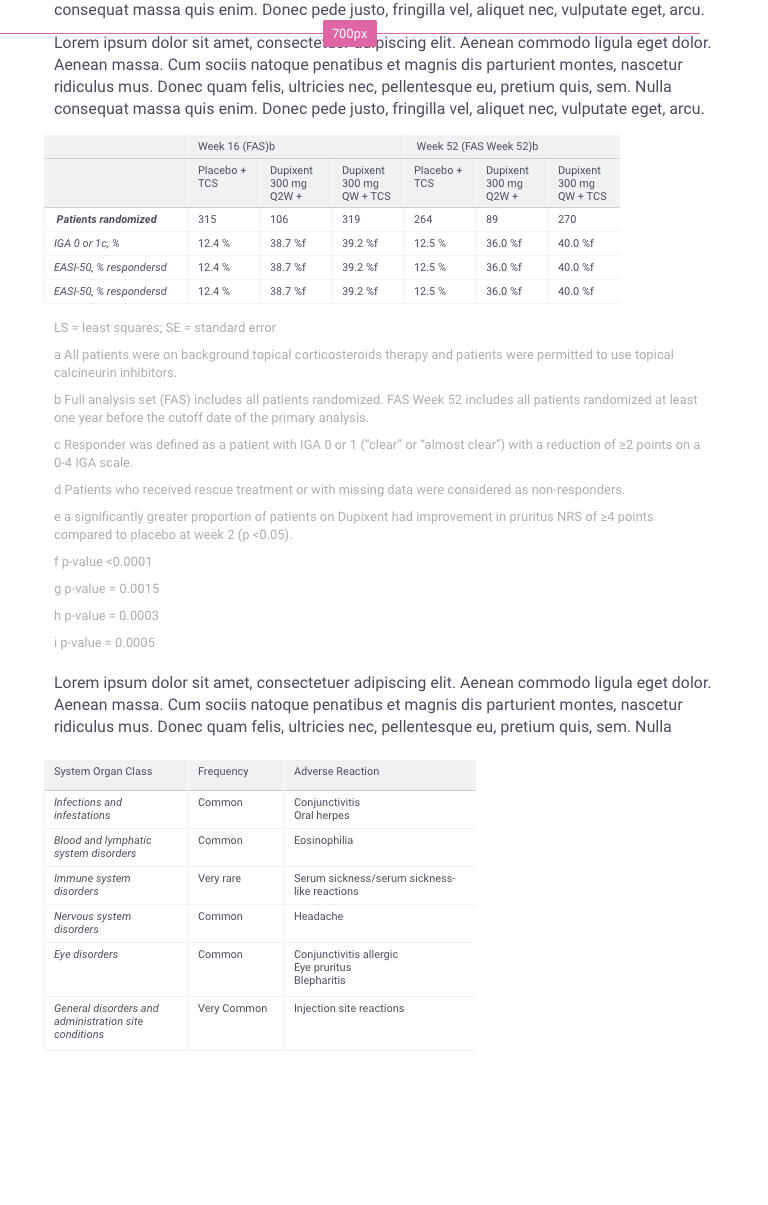 consequat massa quis enim. Donec pede justo, fringilla vel, aliquet nec, vulputate eget, arcu.
700px
Lorem ipsum dolor sit amet, consectetuer adipiscing elit. Aenean commodo ligula eget dolor.
Aenean massa. Cum sociis natoque penatibus et magnis dis parturient montes, nascetur
ridiculus mus. Donec quam felis, ultricies nec, pellentesque eu, pretium quis, sem. Nulla
consequat massa quis enim. Donec pede justo, fringilla vel, aliquet nec, vulputate eget, arcu.
Week 16 (FAS)b Week 52 (FAS Week 52)b
Placebo + Dupixent Dupixent Placebo + Dupixent Dupixent
TCS 300 mg 300 mg TCS 300 mg 300 mg
Q2W + QW + TCS Q2W + QW + TCS
Patients randomized 315 106 319 264 89 270
IGA 0 or 1c, % 12.4 % 38.7 %f 39.2 %f 12.5 % 36.0 %f 40.0 %f
EASI-50, % respondersd 12.4 % 38.7 %f 39.2 %f 12.5 % 36.0 %f 40.0 %f
EASI-50, % respondersd 12.4 % 38.7 %f 39.2 %f 12.5 % 36.0 %f 40.0 %f
LS = least squares; SE = standard error
a All patients were on background topical corticosteroids therapy and patients were permitted to use topical
calcineurin inhibitors.
b Full analysis set (FAS) includes all patients randomized. FAS Week 52 includes all patients randomized at least
one year before the cutoff date of the primary analysis.
c Responder was defined as a patient with IGA 0 or 1 (“clear” or “almost clear”) with a reduction of ≥2 points on a
0-4 IGA scale.
d Patients who received rescue treatment or with missing data were considered as non-responders.
e a significantly greater proportion of patients on Dupixent had improvement in pruritus NRS of ≥4 points
compared to placebo at week 2 (p <0.05).
f p-value <0.0001
g p-value = 0.0015
h p-value = 0.0003
i p-value = 0.0005
Lorem ipsum dolor sit amet, consectetuer adipiscing elit. Aenean commodo ligula eget dolor.
Aenean massa. Cum sociis natoque penatibus et magnis dis parturient montes, nascetur
ridiculus mus. Donec quam felis, ultricies nec, pellentesque eu, pretium quis, sem. Nulla
System Organ Class Frequency Adverse Reaction
Infections and Common Conjunctivitis
infestations Oral herpes
Blood and lymphatic Common Eosinophilia
system disorders
Immune system Very rare Serum sickness/serum sickness-
disorders like reactions
Nervous system Common Headache
disorders
Eye disorders Common Conjunctivitis allergic
Eye pruritus
Blepharitis
General disorders and Very Common Injection site reactions
administration site
conditions